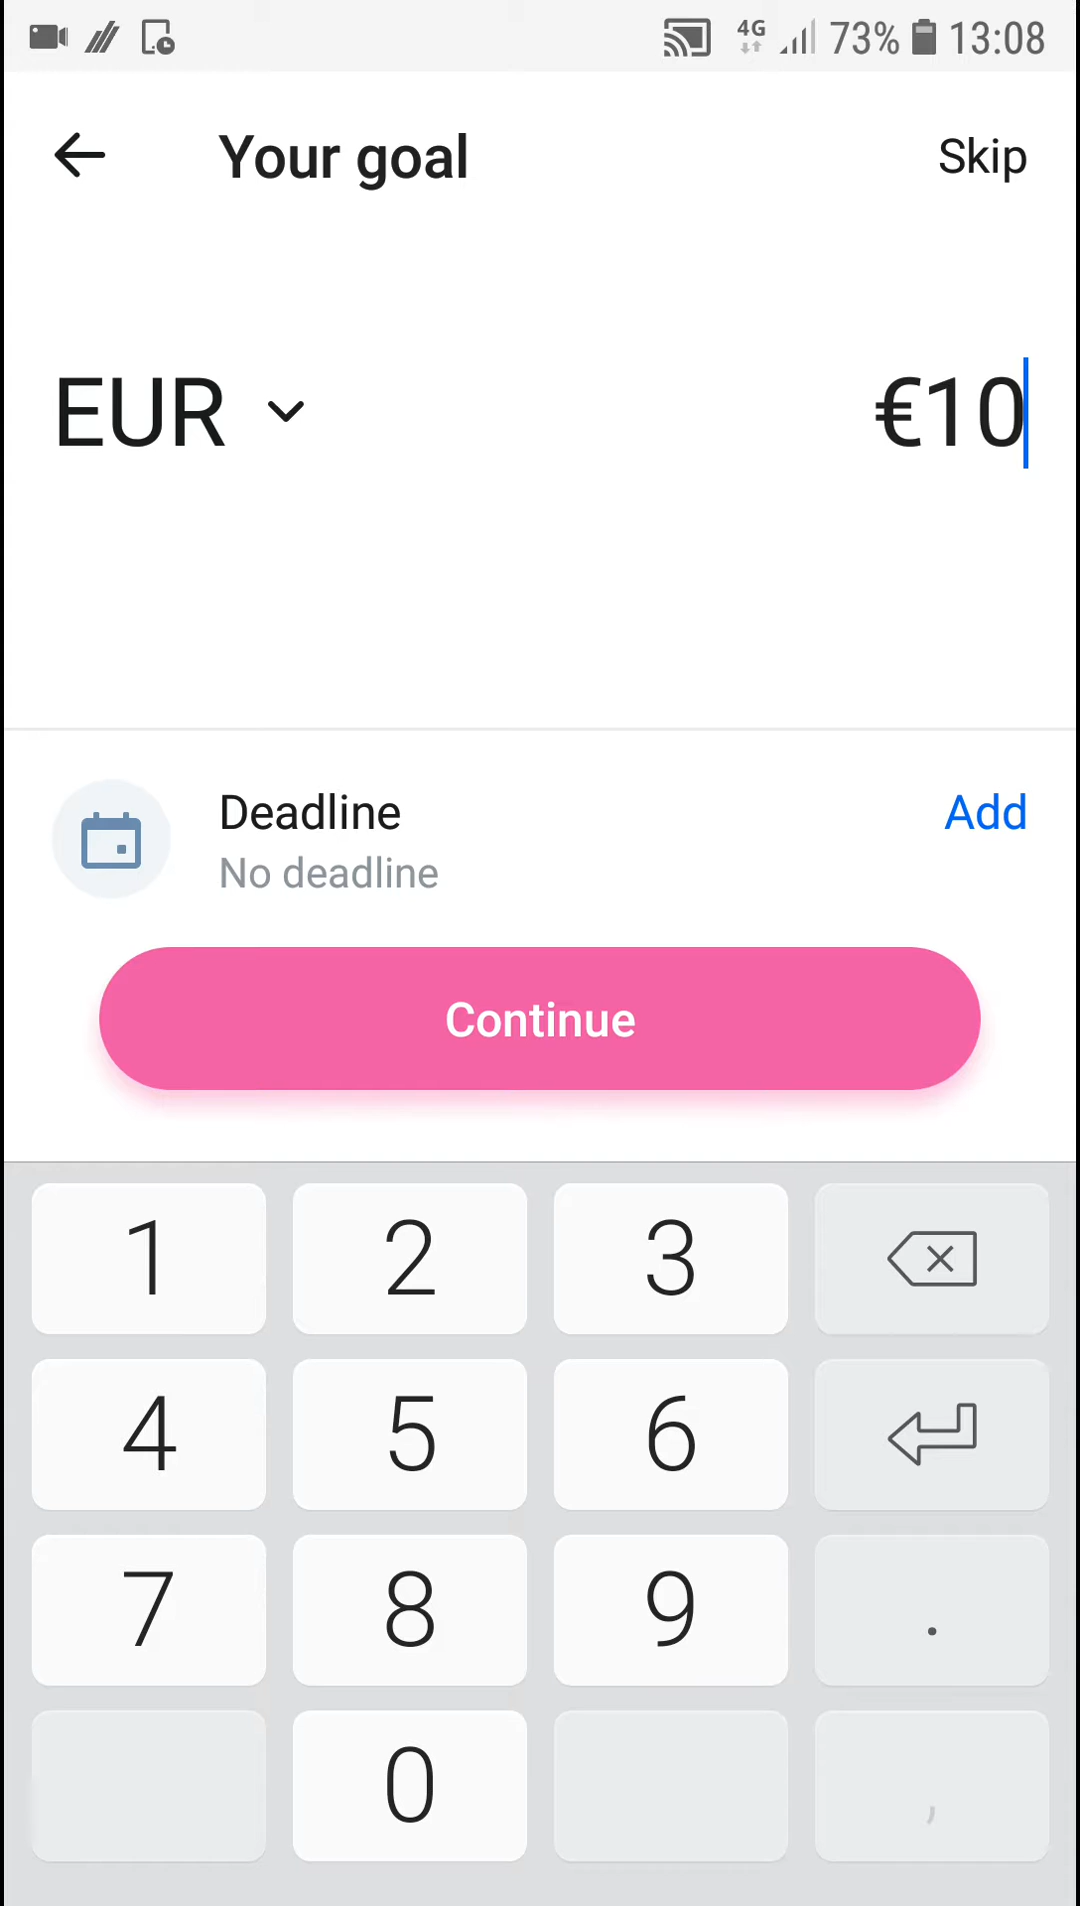 4G 73% 13:08
Your goal Skip
EUR €10
Deadline Add
No deadline
Continue
1 2 3
4 5 6
7 8 9 .
0 ,